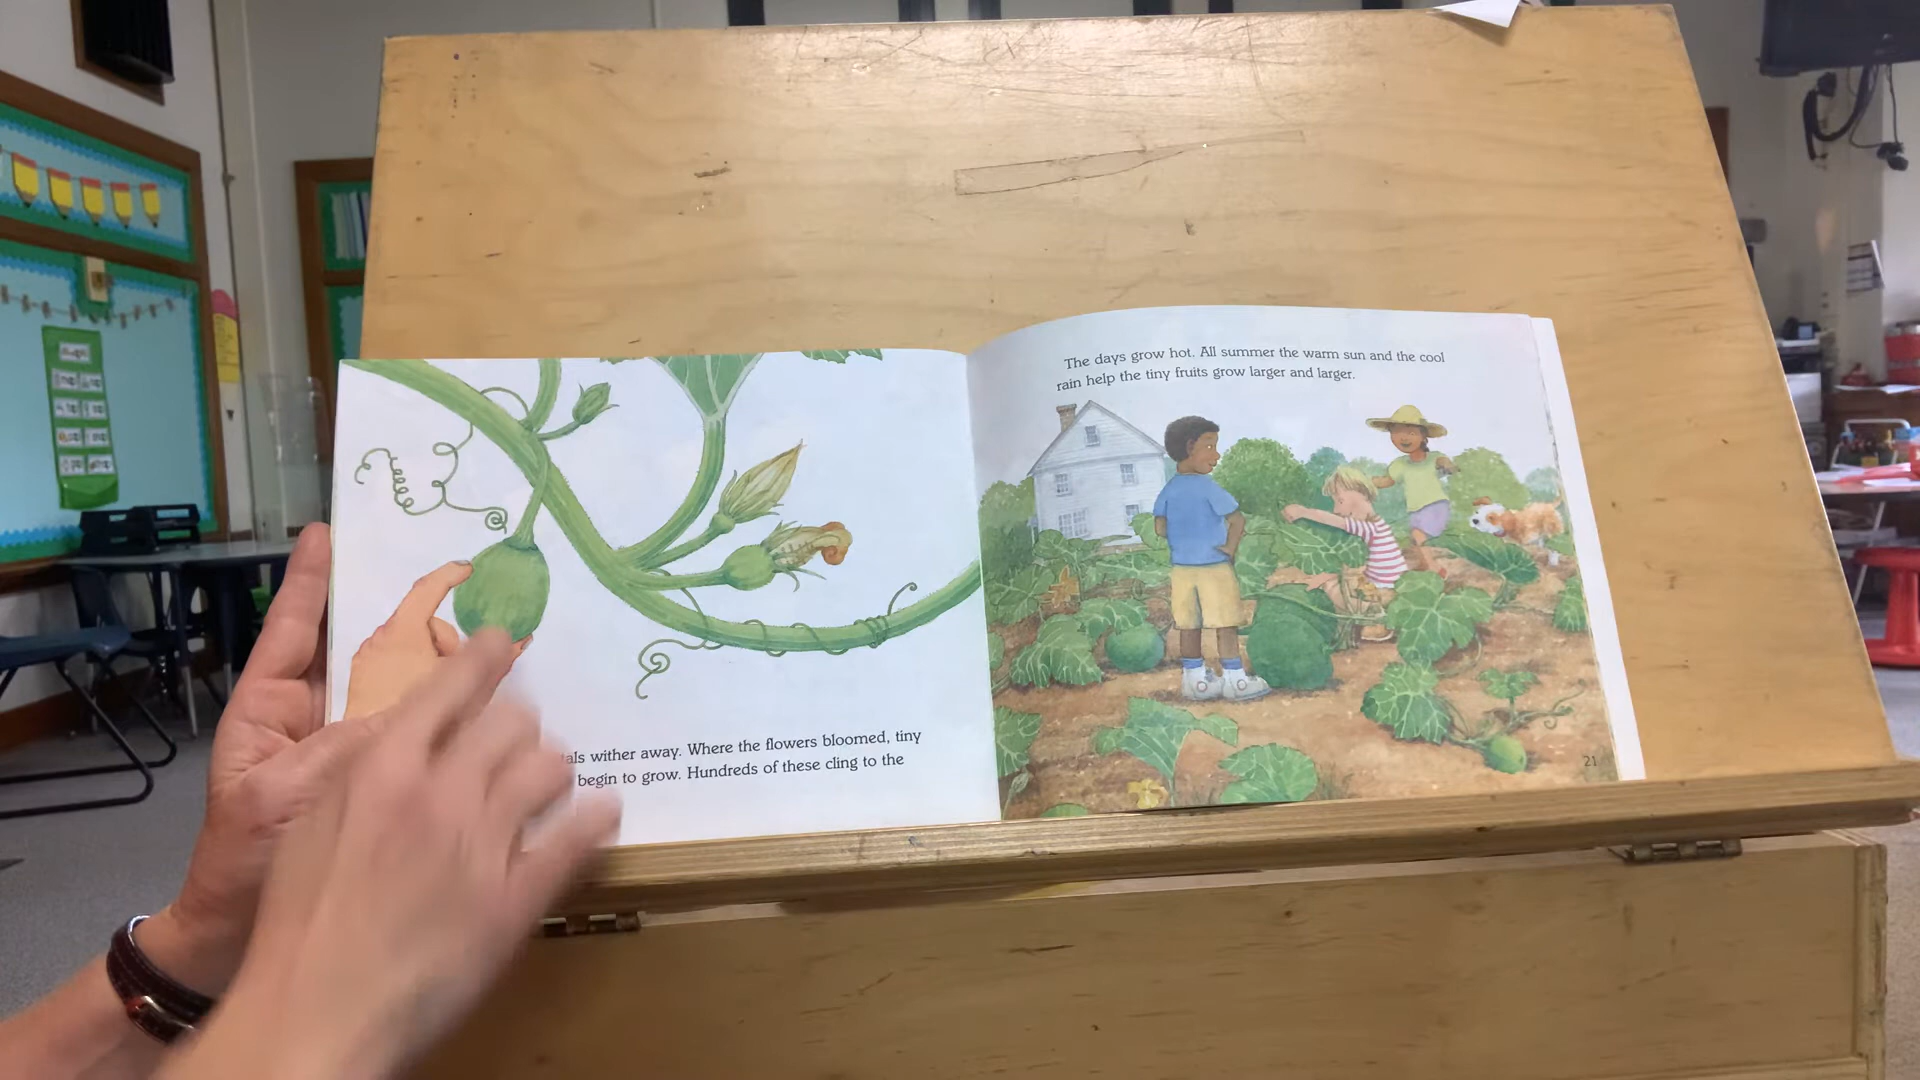 als wither away. Where the flowers bloomed, tiny
begin to grow. Hundreds of these cling to the
The days grow hot. All summer the warm sun and the cool
rain help the tiny fruits grow larger and larger.
21